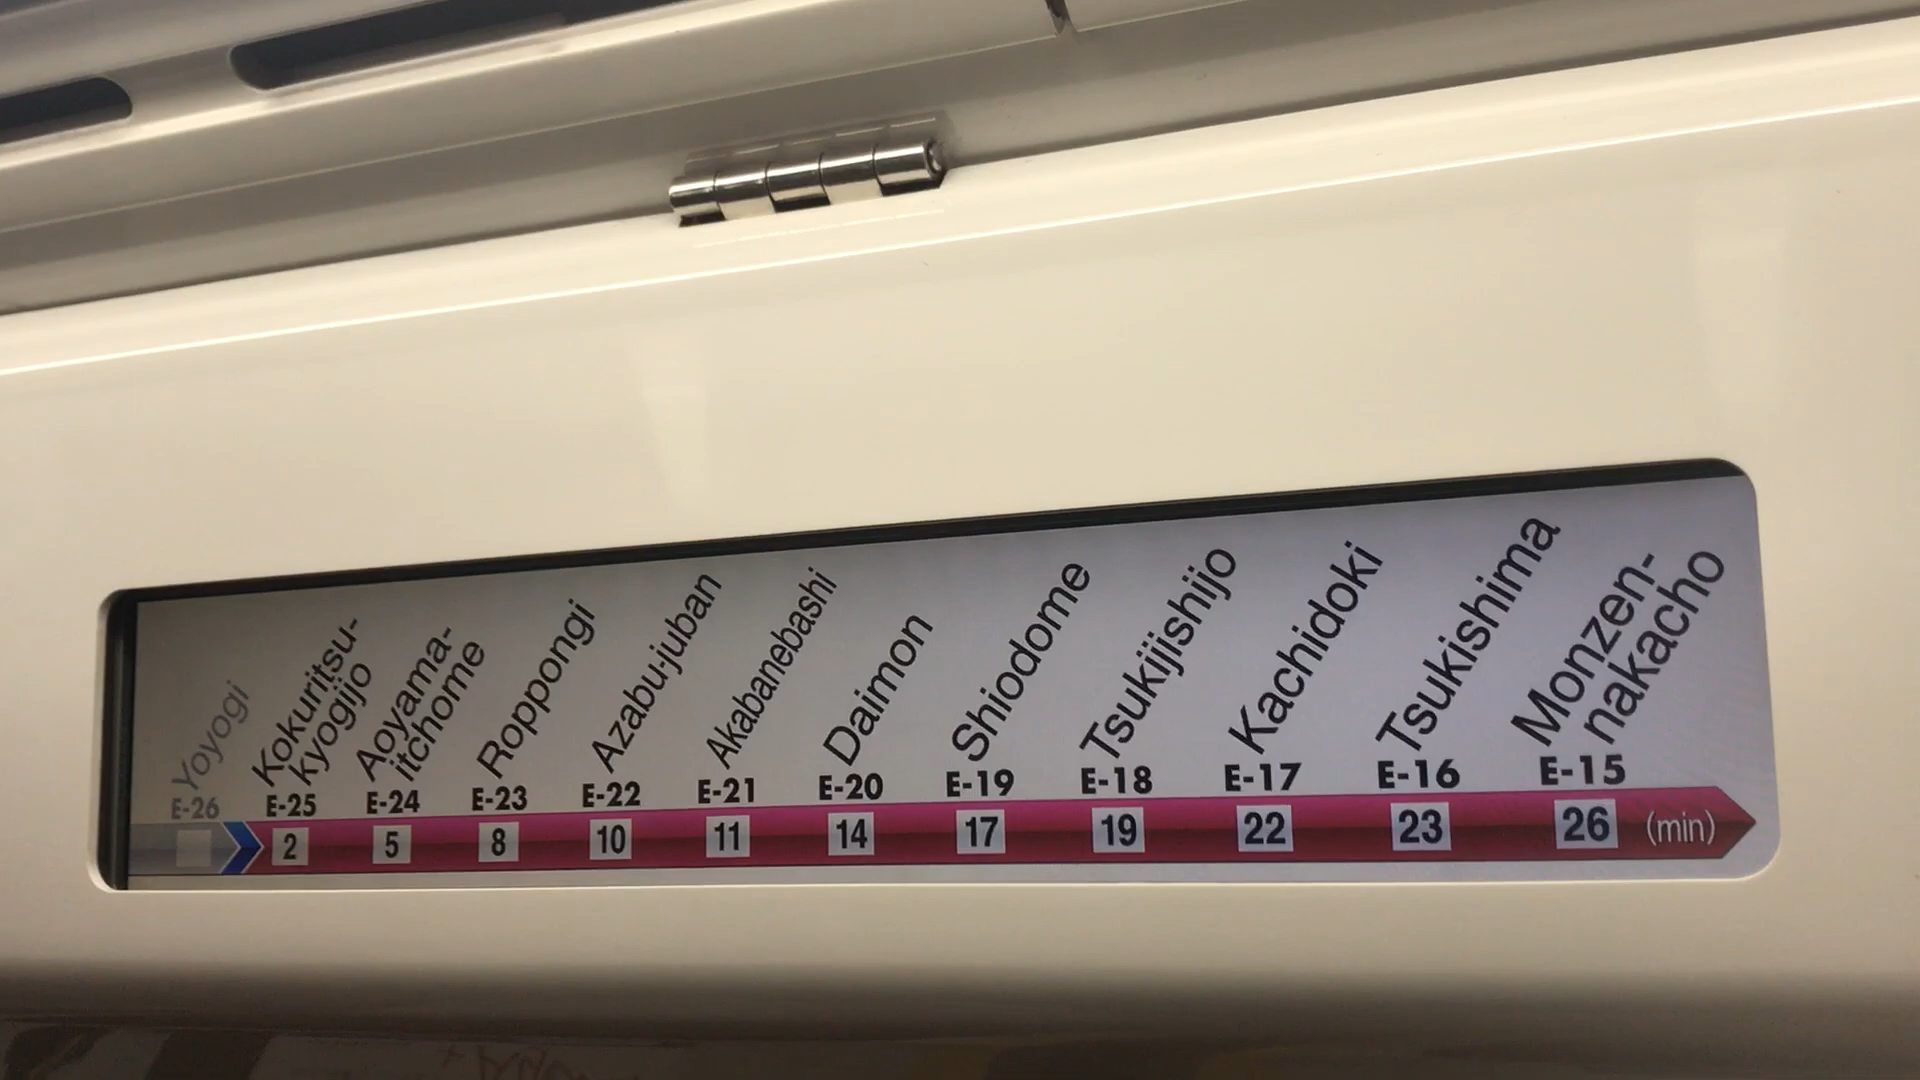 Yoyogi
Kokuritsu-
kyogijo
Aoyama-
itchome
Roppongi
Azabu-juban
Akabanebashi
Daimon
Shiodome
Tsukijishijo
Kachidoki
Tsukishima
Monzen-
nakacho
E-26 E-25 E-24 E-23 E-22 E-21 E-20 E-19 E-18 E-17 E-16 E-15
2 5 8 10 11 14 17 19 22 23 26 (min)